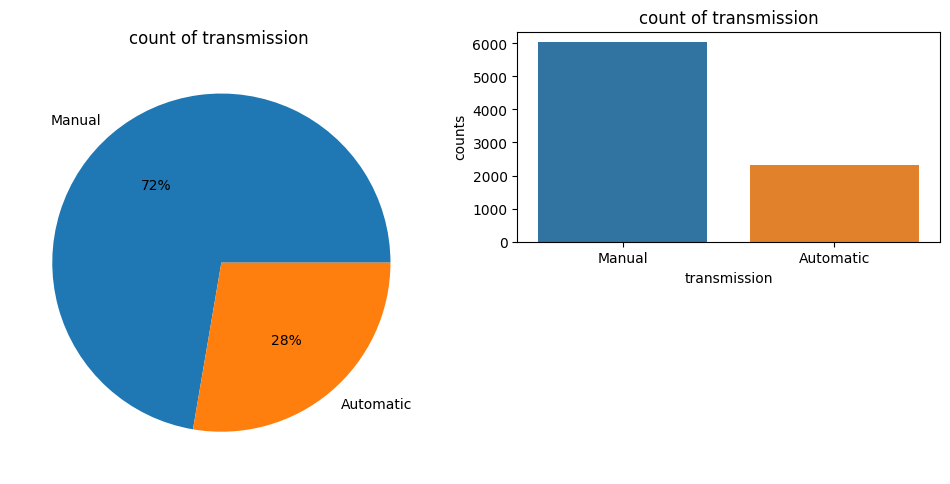 count of transmission
Manual
72%
28%
Automatic
count of transmission
counts
6000
5000
4000
3000
2000
1000
0
Manual
Automatic
transmission